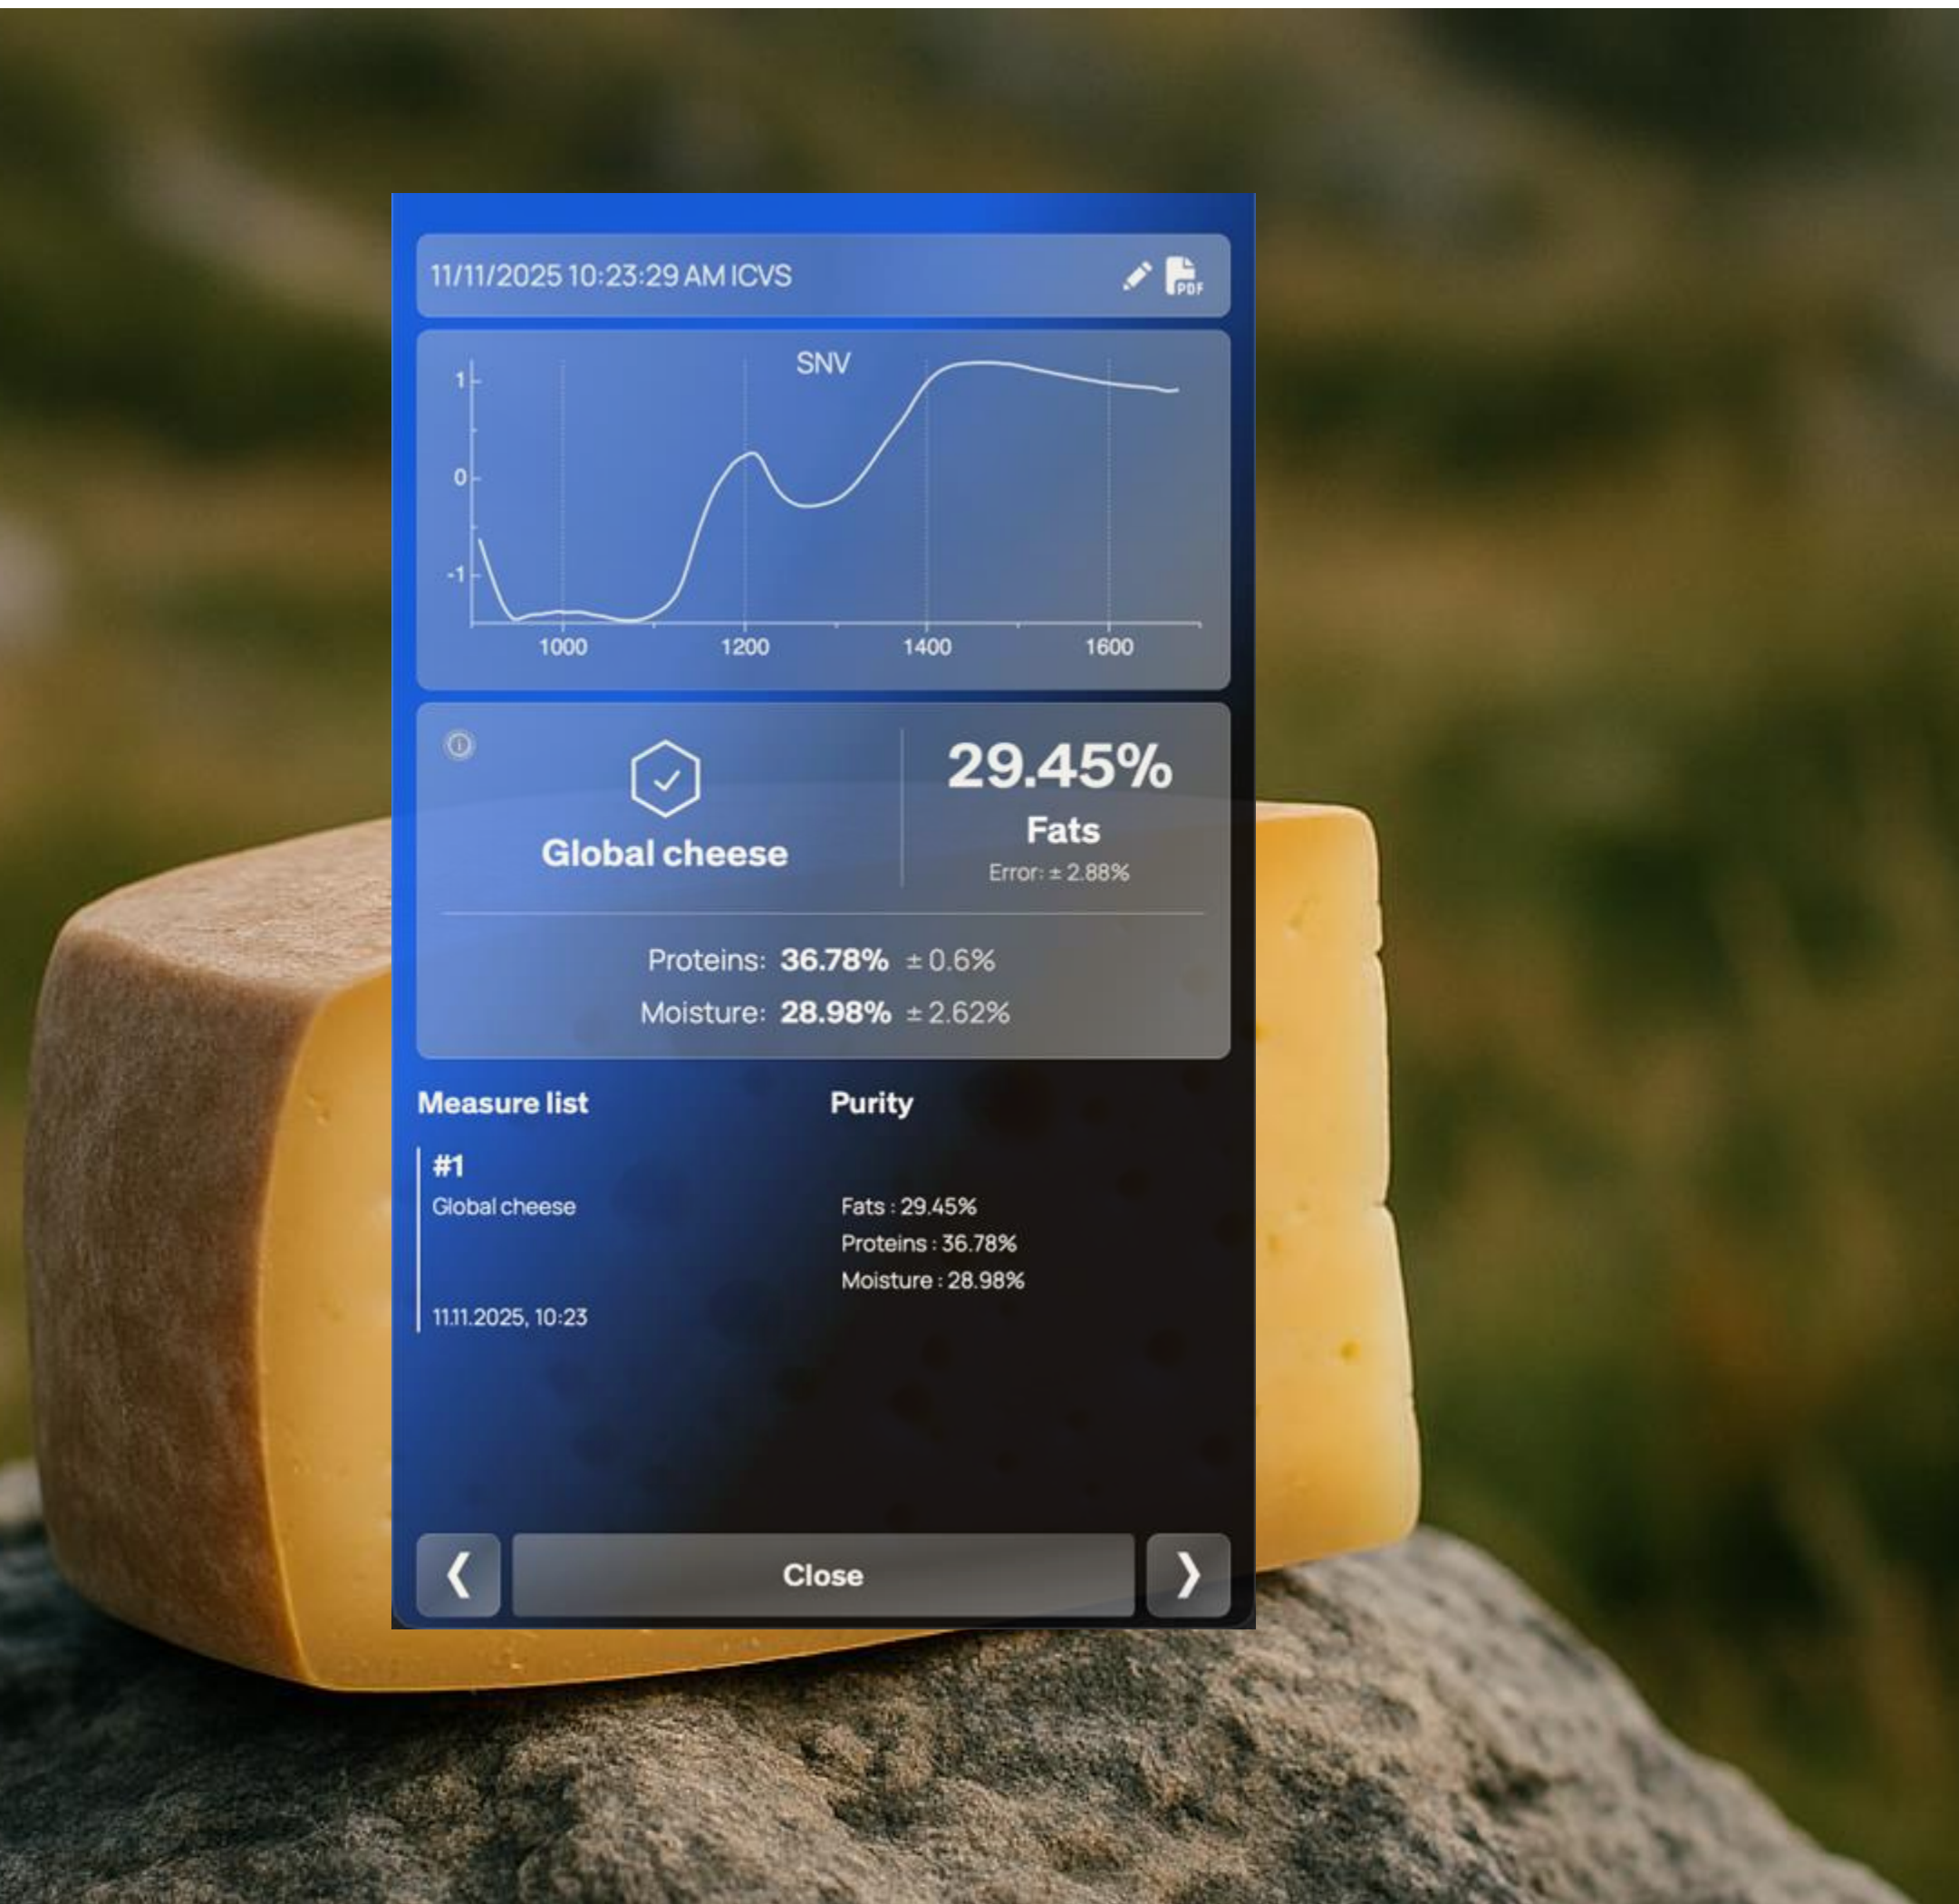 11/11/2025 10:23:29 AM ICVS
PDF
SNV
1
0
-1
1000 1200 1400 1600
29.45%
Fats
Error: ± 2.88%
Global cheese
Proteins: 36.78% ± 0.6%
Moisture: 28.98% ± 2.62%
Measure list Purity
#1
Global cheese Fats : 29.45%
Proteins : 36.78%
Moisture : 28.98%
11.11.2025, 10:23
Close